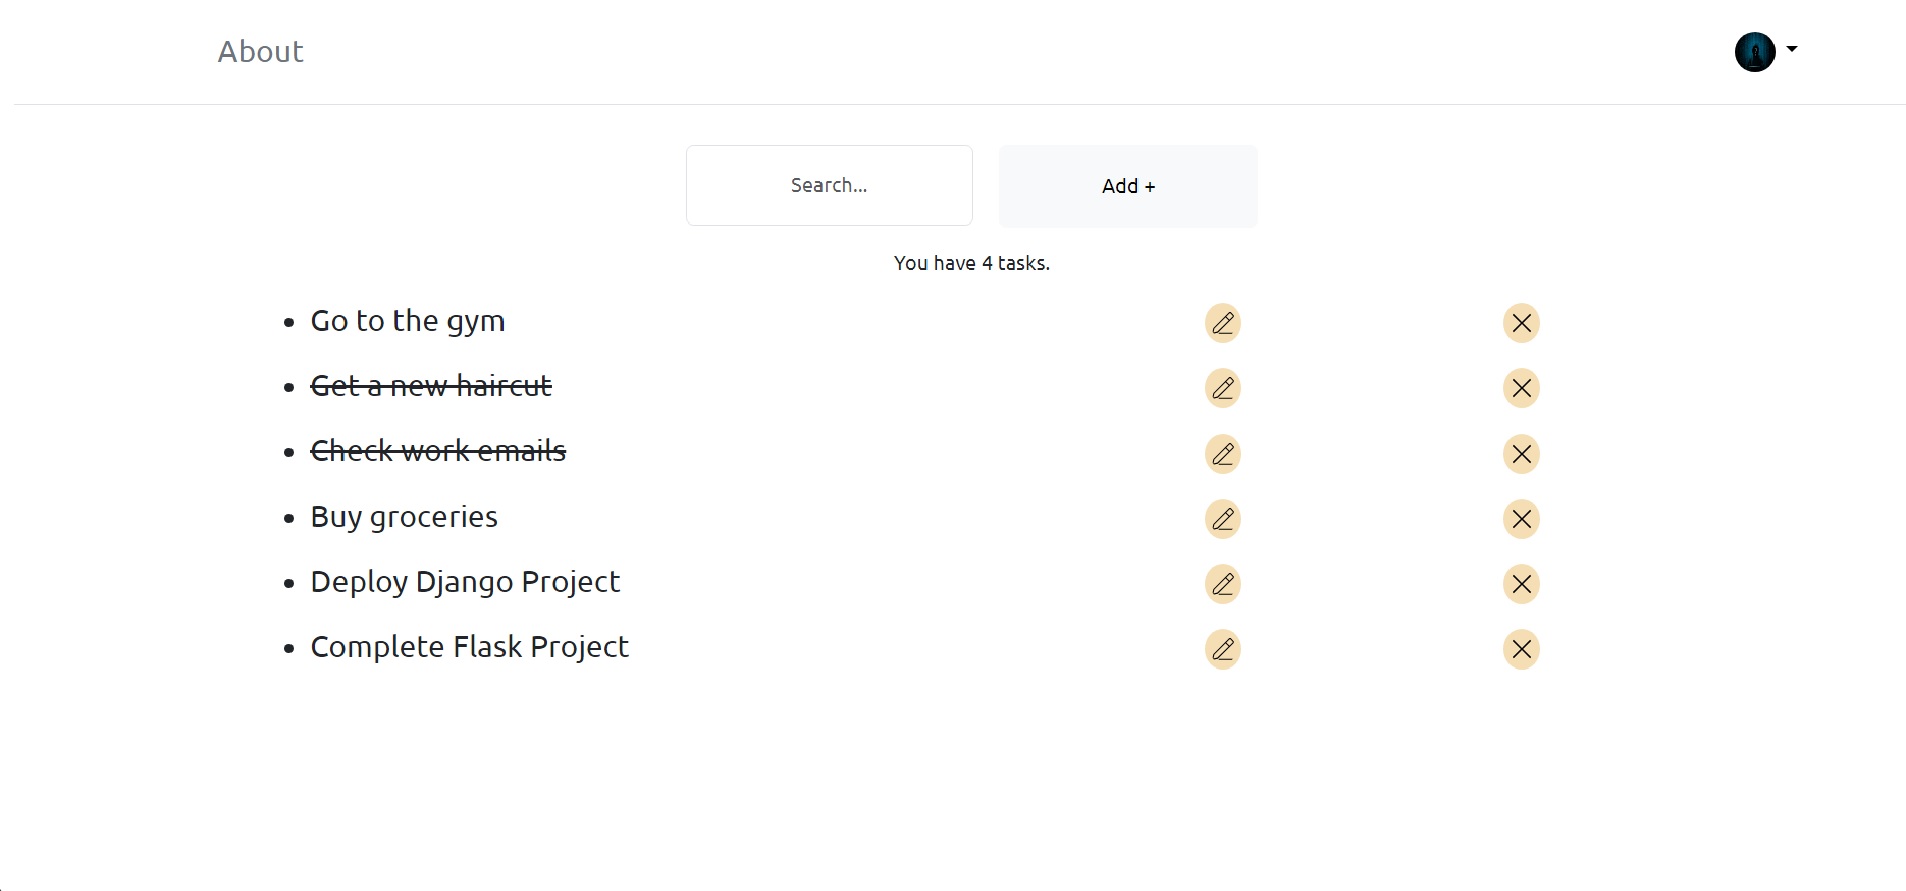 About
Search...
Add +
You have 4 tasks.
Go to the gym
Get a new haircut
Check work emails
Buy groceries
Deploy Django Project
Complete Flask Project